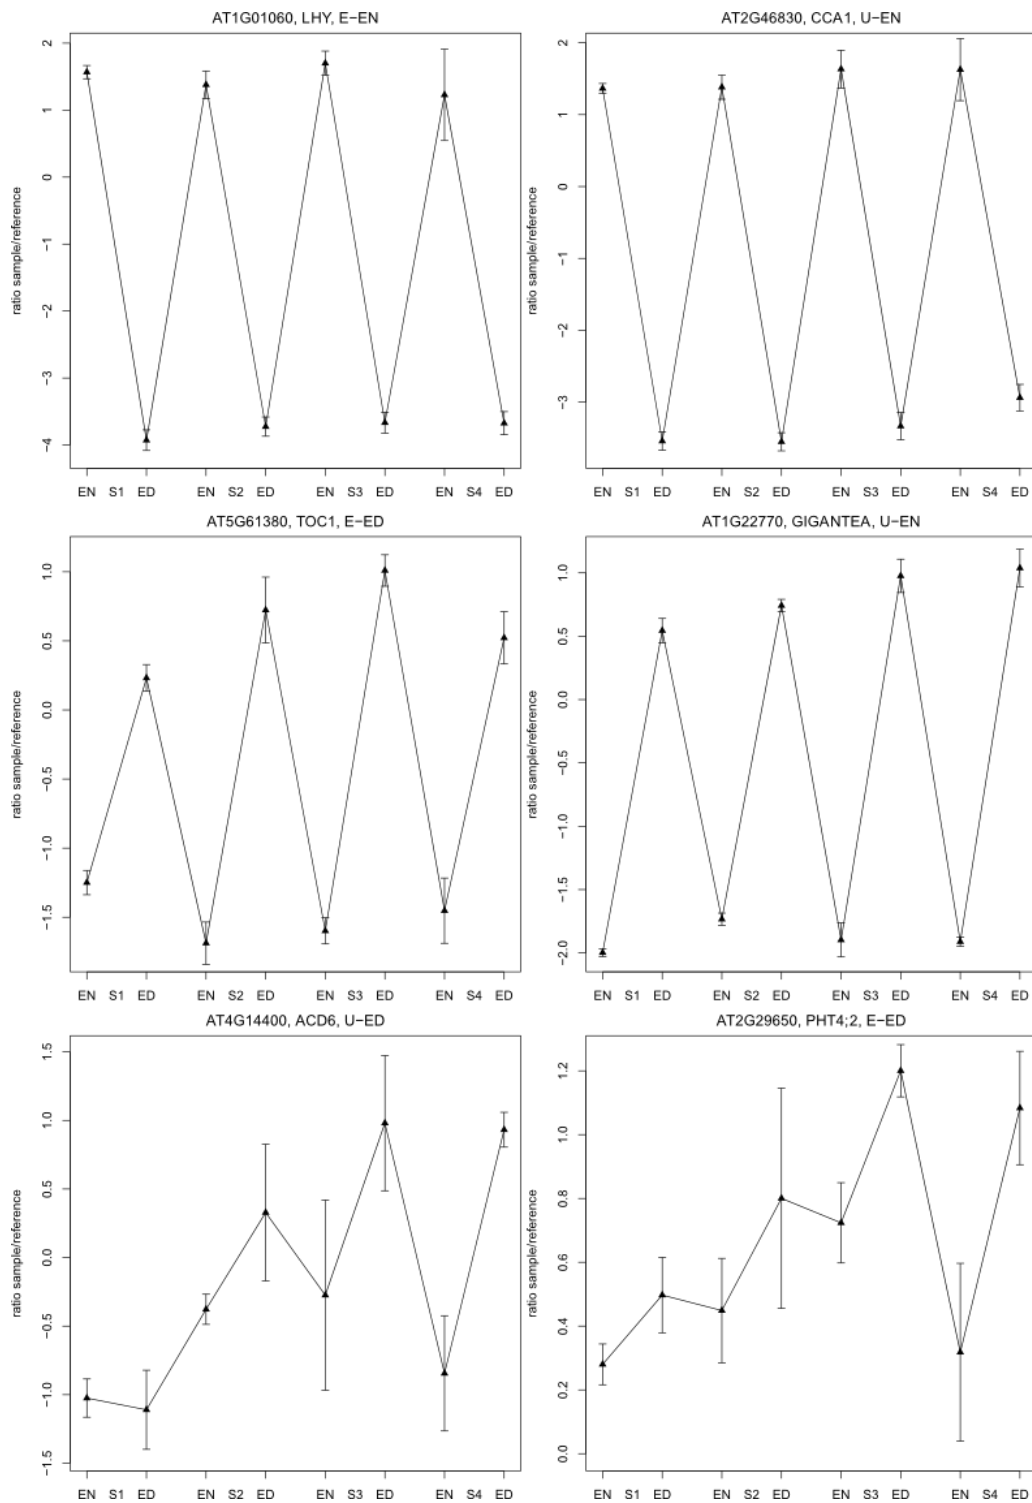 AT1G01060, LHY, E−EN
ratio sample/reference
2
1
0
−1
−2
−3
−4
EN S1 ED EN S2 ED EN S3 ED EN S4 ED
AT2G46830, CCA1, U−EN
ratio sample/reference
2
1
0
−1
−2
−3
EN S1 ED EN S2 ED EN S3 ED EN S4 ED
AT5G61380, TOC1, E−ED
ratio sample/reference
1.0
0.5
0.0
−0.5
−1.0
−1.5
EN S1 ED EN S2 ED EN S3 ED EN S4 ED
AT1G22770, GIGANTEA, U−EN
ratio sample/reference
1.0
0.5
0.0
−0.5
−1.0
−1.5
−2.0
EN S1 ED EN S2 ED EN S3 ED EN S4 ED
AT4G14400, ACD6, U−ED
ratio sample/reference
1.5
1.0
0.5
0.0
−0.5
−1.0
−1.5
EN S1 ED EN S2 ED EN S3 ED EN S4 ED
AT2G29650, PHT4;2, E−ED
ratio sample/reference
1.2
1.0
0.8
0.6
0.4
0.2
0.0
EN S1 ED EN S2 ED EN S3 ED EN S4 ED